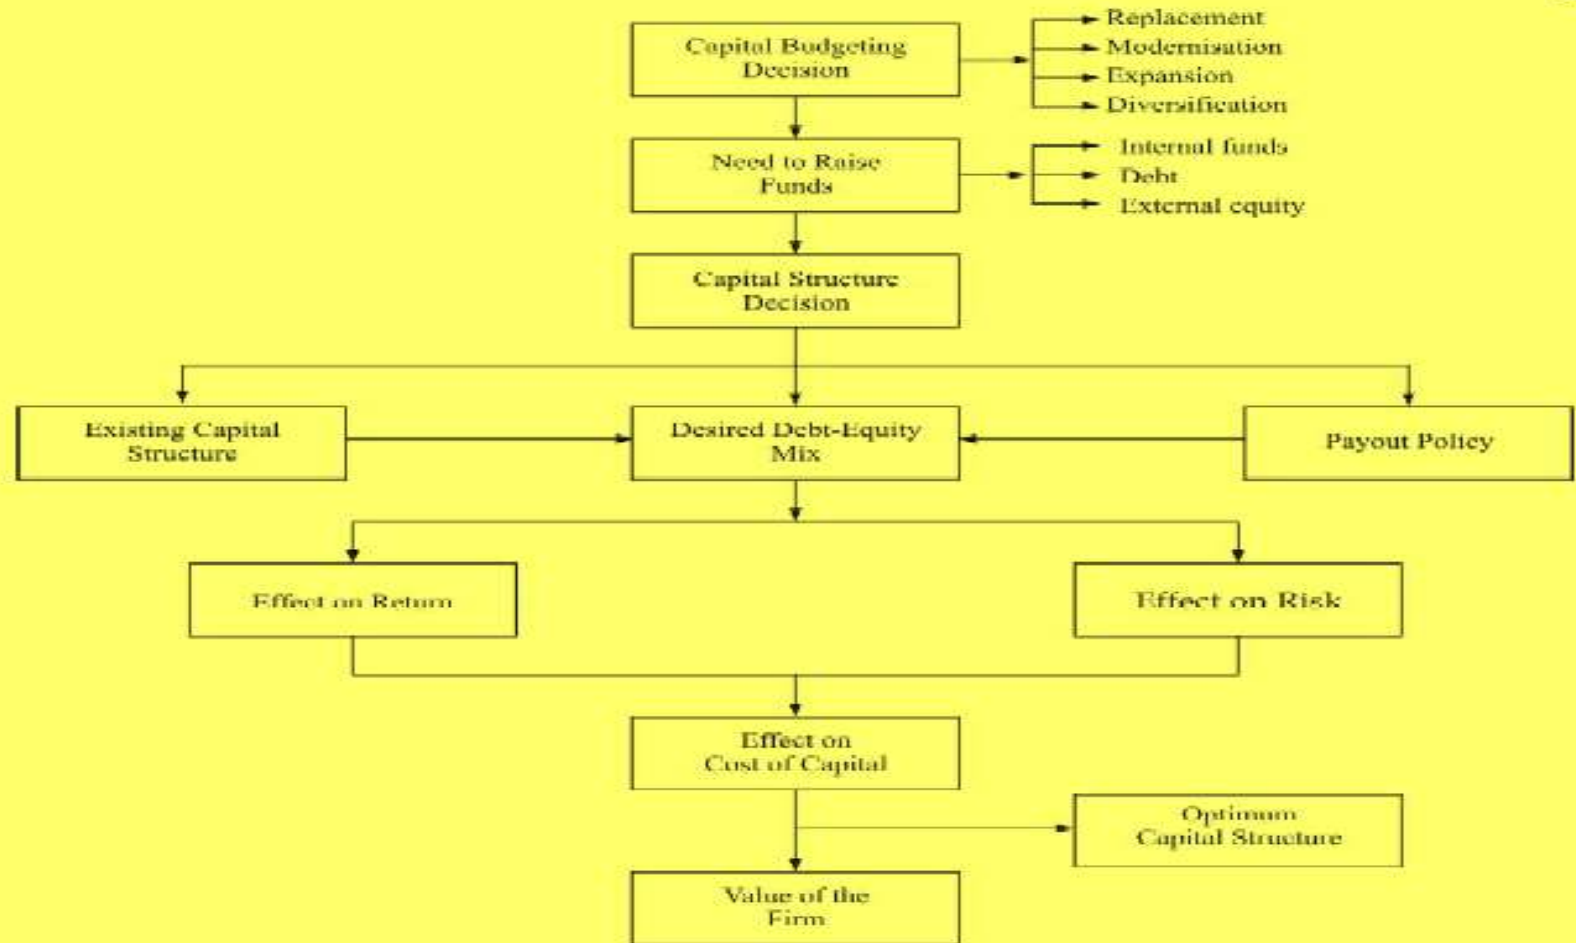 Capital Budgeting
Decision
Replacement
Modernisation
Expansion
Diversification
Need to Raise
Funds
Internal funds
Debt
External equity
Capital Structure
Decision
Existing Capital
Structure
Desired Debt-Equity
Mix
Payout Policy
Effect on Return
Effect on Risk
Effect on
Cost of Capital
Optimum
Capital Structure
Value of the
Firm